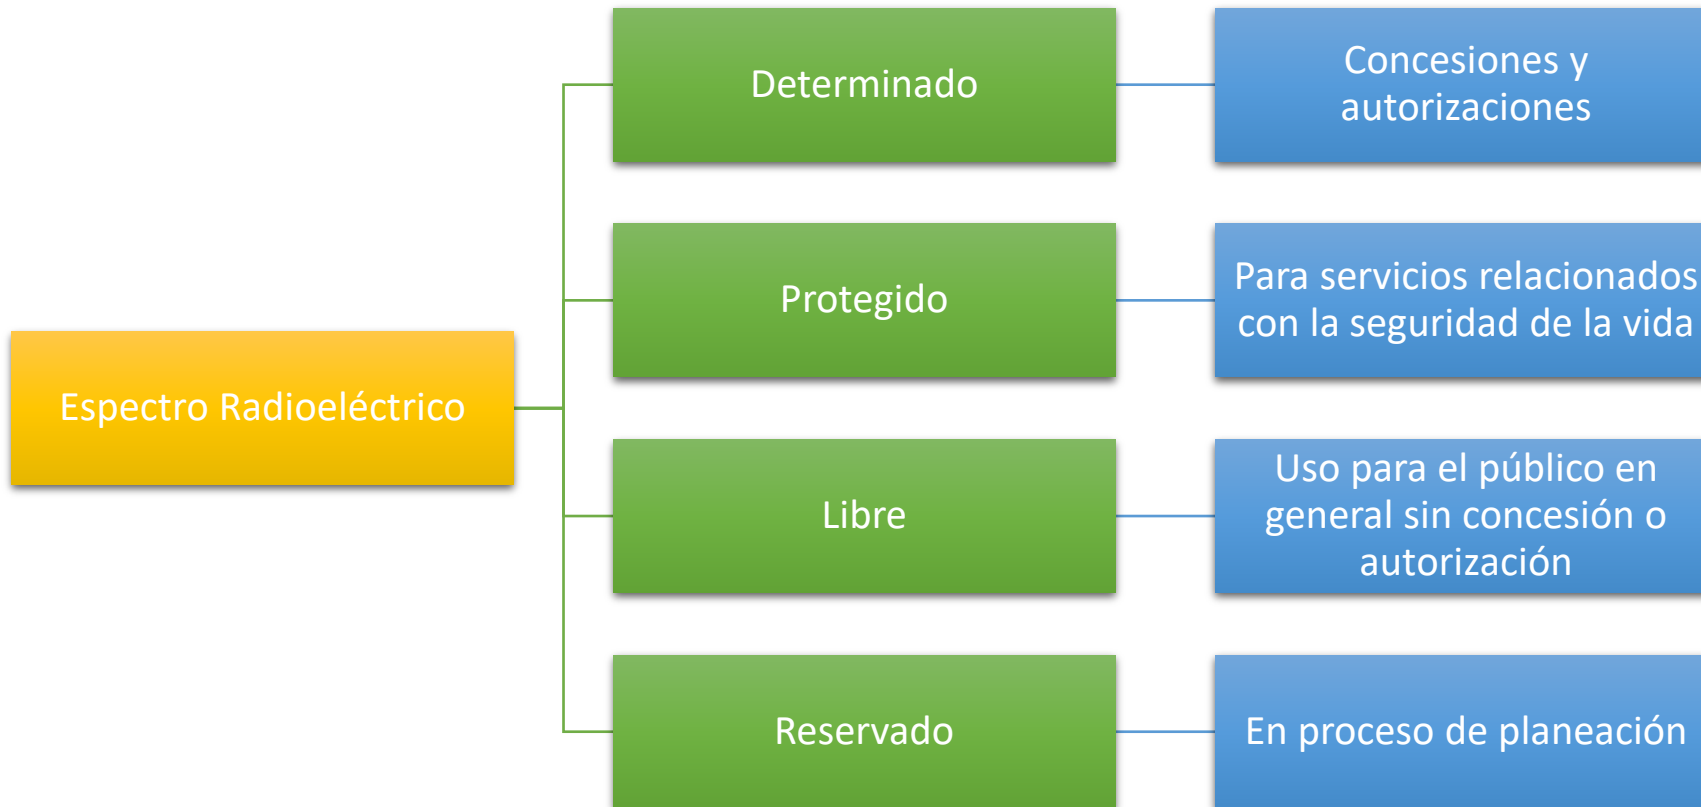 Espectro Radioeléctrico
Determinado
Concesiones y
autorizaciones
Protegido
Para servicios relacionados
con la seguridad de la vida
Libre
Uso para el público en
general sin concesión o
autorización
Reservado
En proceso de planeación